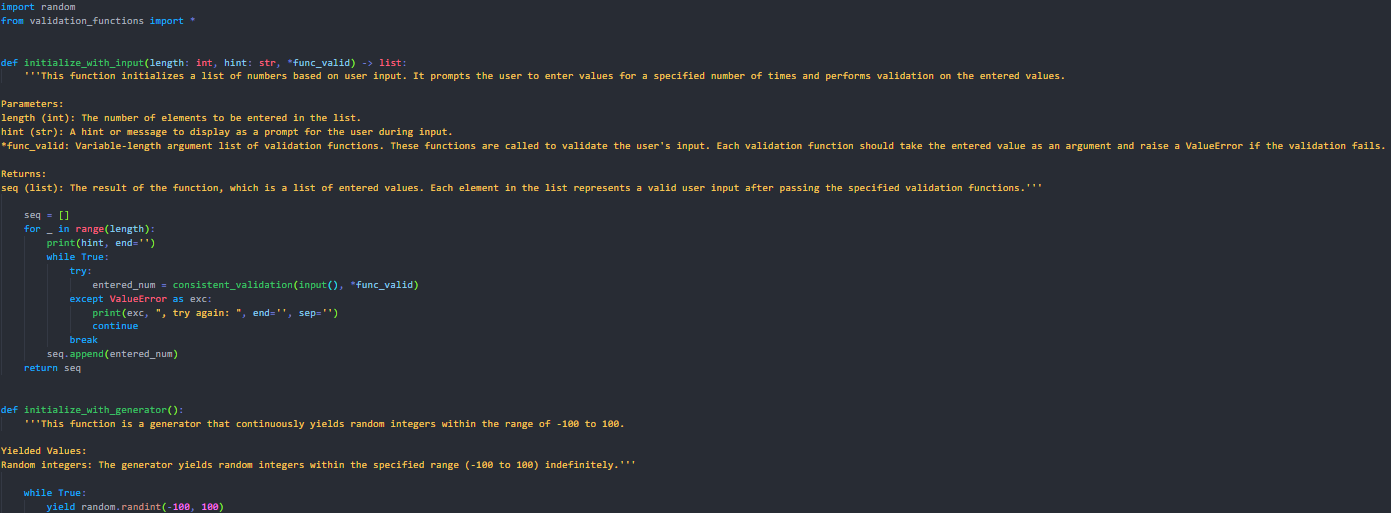 import random
from validation_functions import *
def initialize_with_input(length: int, hint: str, *func_valid) -> list:
    '''This function initializes a list of numbers based on user input. It prompts the user to enter values for a specified number of times and performs validation on the entered values.
Parameters:
length (int): The number of elements to be entered in the list.
hint (str): A hint or message to display as a prompt for the user during input.
*func_valid: Variable-length argument list of validation functions. These functions are called to validate the user's input. Each validation function should take the entered value as an argument and raise a ValueError if the validation fails.
Returns:
seq (list): The result of the function, which is a list of entered values. Each element in the list represents a valid user input after passing the specified validation functions.'''
    seq = []
    for _ in range(length):
        print(hint, end='')
        while True:
            try:
                entered_num = consistent_validation(input(), *func_valid)
            except ValueError as exc:
                print(exc, ", try again: ", end='', sep='')
                continue
            break
        seq.append(entered_num)
    return seq
def initialize_with_generator():
    '''This function is a generator that continuously yields random integers within the range of -100 to 100.
Yielded Values:
Random integers: The generator yields random integers within the specified range (-100 to 100) indefinitely.'''
    while True:
        yield random.randint(-100, 100)